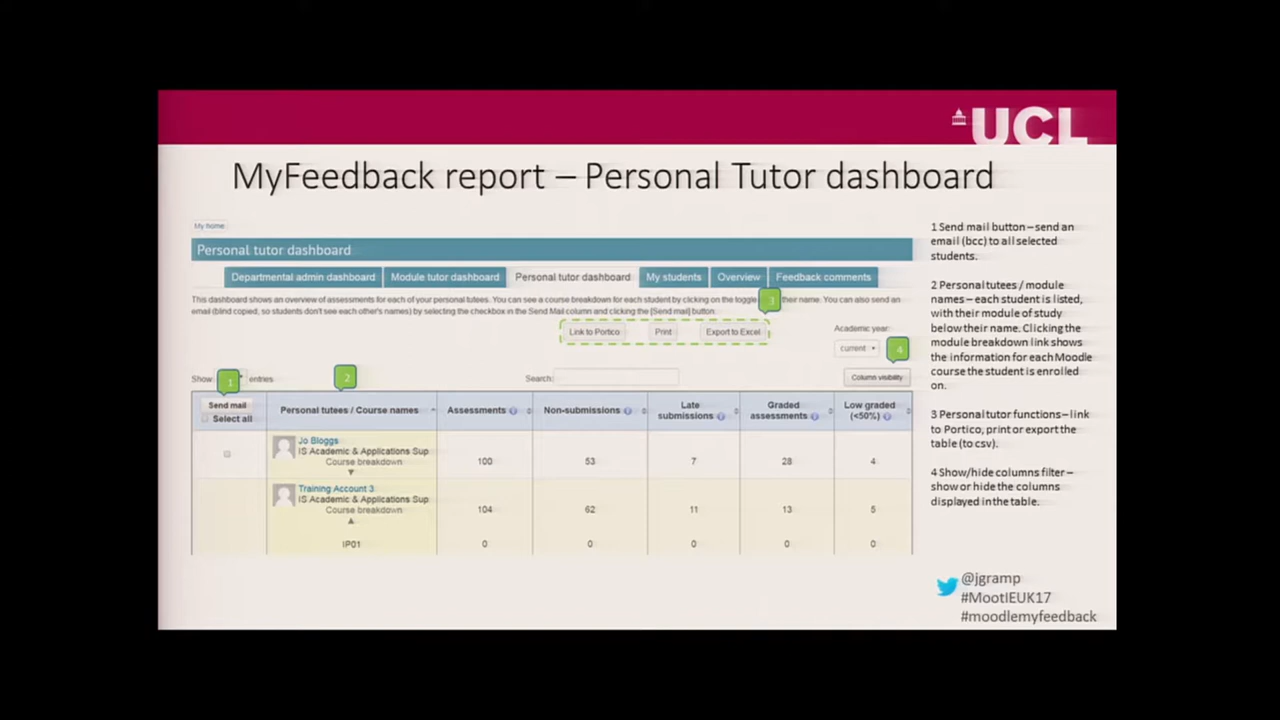 UCL
MyFeedback report – Personal Tutor dashboard
My home
Personal tutor dashboard
Departmental admin dashboard
Module tutor dashboard
Personal tutor dashboard
My students
Overview
Feedback comments
This dashboard shows an overview of assessments for each of your personal tutees. You can see a course breakdown for each student by clicking on the toggle their name. You can also send an
email (blind copied, so students don't see each other's names) by selecting the checkbox in the Send Mail column and clicking the [Send mail] button.
3
Link to Portico
Print
Export to Excel
Academic year:
current
4
Show
1
entries
2
Search:
Column visibility
Send mail
Select all
Personal tutees / Course names
Assessments
Non-submissions
Late
submissions
Graded
assessments
Low graded
(<50%)
Jo Bloggs
IS Academic & Applications Sup
Course breakdown
100
53
7
28
4
Training Account 3
IS Academic & Applications Sup
Course breakdown
104
62
11
13
5
IP01
0
0
0
0
0
1 Send mail button – send an
email (bcc) to all selected
students.
2 Personal tutees / module
names – each student is listed,
with their module of study
below their name. Clicking the
module breakdown link shows
the information for each Moodle
course the student is enrolled
on.
3 Personal tutor functions – link
to Portico, print or export the
table (to csv).
4 Show/hide columns filter –
show or hide the columns
displayed in the table.
@jgramp
#MootIEUK17
#moodlemyfeedback